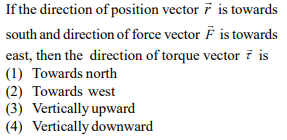 If the direction of position vector r⃗ is towards
south and direction of force vector F⃗ is towards
east, then the direction of torque vector τ⃗ is
(1) Towards north
(2) Towards west
(3) Vertically upward
(4) Vertically downward